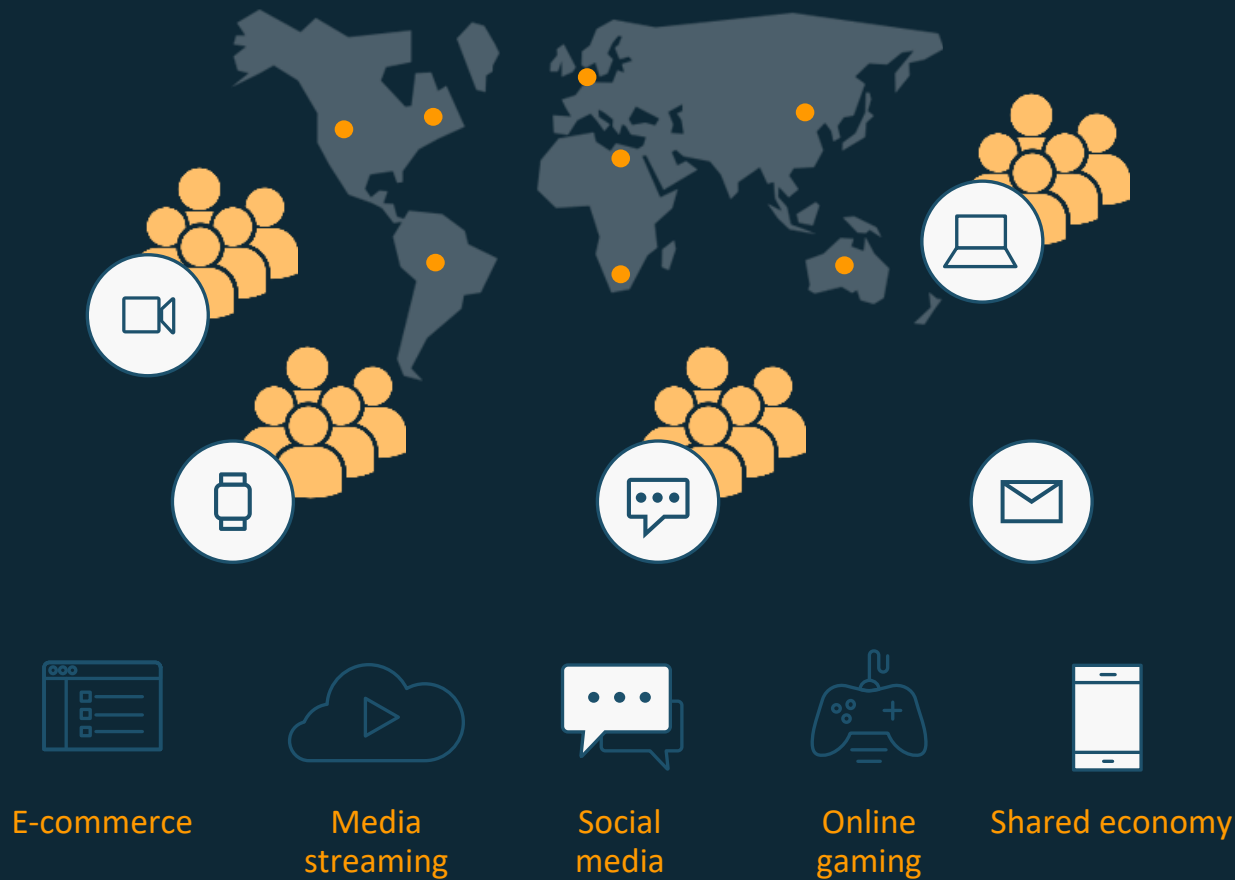 E-commerce
Media
streaming
Social
media
Online
gaming
Shared economy